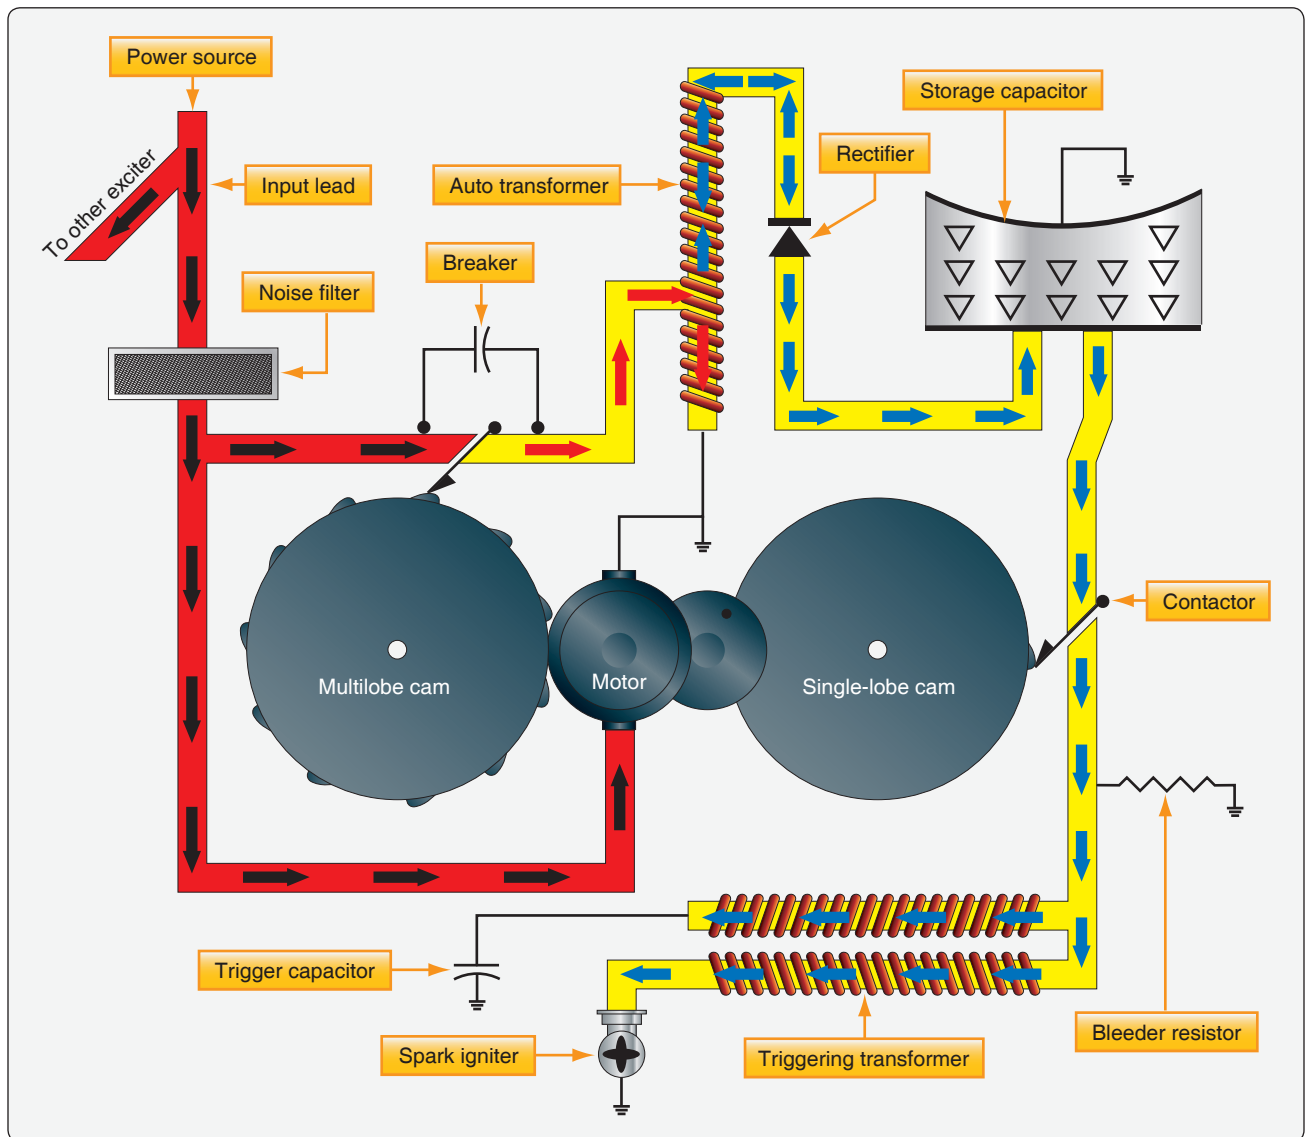 Power source
Storage capacitor
Rectifier
To other exciter
Input lead
Auto transformer
Breaker
Noise filter
Contactor
Multilobe cam
Motor
Single-lobe cam
Trigger capacitor
Bleeder resistor
Spark igniter
Triggering transformer